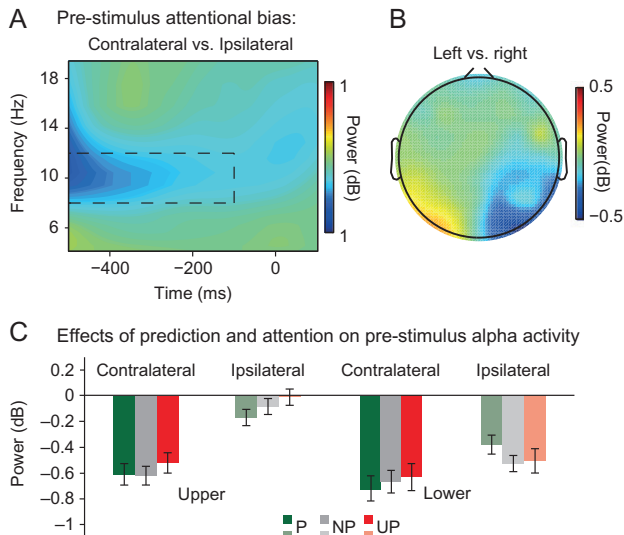 A Pre-stimulus attentional bias:
Contralateral vs. Ipsilateral
Frequency (Hz)
18
14
10
6
−400
−200
0
Time (ms)
1
Power (dB)
1
B
Left vs. right
0.5
Power(dB)
−0.5
C Effects of prediction and attention on pre-stimulus alpha activity
Contralateral Ipsilateral Contralateral Ipsilateral
Power (dB)
0.2
0
−0.2
−0.4
−0.6
−0.8
−1
Upper Lower
P NP UP